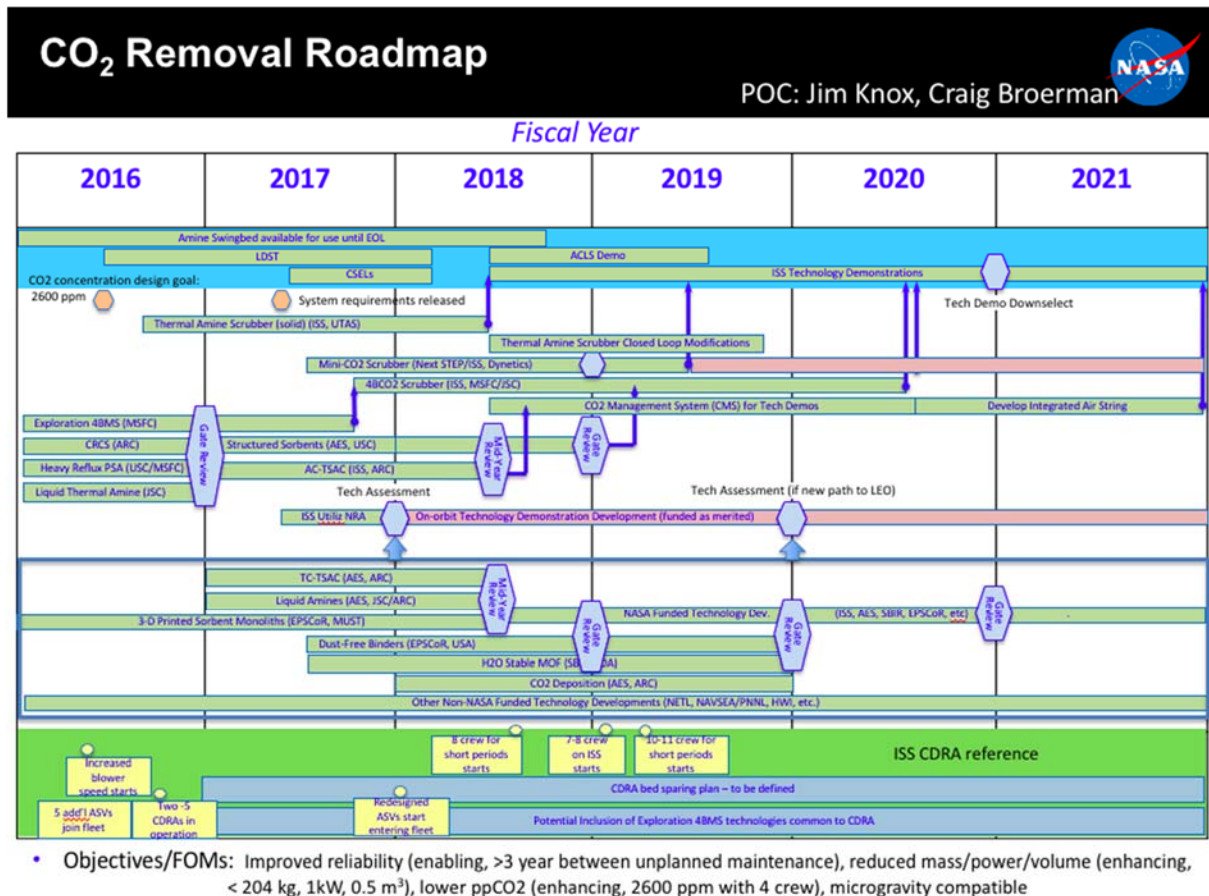 CO₂ Removal Roadmap
NASA
POC: Jim Knox, Craig Broerman
Fiscal Year
2016 2017 2018 2019 2020 2021
Amine Swingbed available for use until EOL
LDST
ACLS Demo
CSELs
ISS Technology Demonstrations
CO2 concentration design goal:
2600 ppm
System requirements released
Tech Demo Downselect
Thermal Amine Scrubber (solid) (ISS, UTAS)
Thermal Amine Scrubber Closed Loop Modifications
Mini-CO2 Scrubber (Next STEP/ISS, Dynetics)
4BCO2 Scrubber (ISS, MSFC/JSC)
CO2 Management System (CMS) for Tech Demos
Develop Integrated Air String
Exploration 4BMS (MSFC)
CRCS (ARC)
Heavy Reflux PSA (USC/MSFC)
Liquid Thermal Amine (JSC)
Gate Review
Structured Sorbents (AES, USC)
AC-TSAC (ISS, ARC)
Mid-Year
Review
Gate
Review
Tech Assessment
Tech Assessment (if new path to LEO)
ISS Utiliz NRA
On-orbit Technology Demonstration Development (funded as merited)
TC-TSAC (AES, ARC)
Liquid Amines (AES, JSC/ARC)
Mid-Year
Review
3-D Printed Sorbent Monoliths (EPSCoR, MUST)
NASA Funded Technology Dev.
(ISS, AES, SBIR, EPSCoR, etc)
.
Gate
Review
Gate
Review
Gate
Review
Dust-Free Binders (EPSCoR, USA)
H2O Stable MOF
CO2 Deposition (AES, ARC)
Other Non-NASA Funded Technology Developments (NETL, NAVSEA/PNNL, HWI, etc.)
8 crew for
short periods
starts
7-8 crew
on ISS
starts
10-11 crew for
short periods
starts
ISS CDRA reference
Increased
blower
speed starts
CDRA bed sparing plan – to be defined
5 add'l ASVs
join fleet
Two -5
CDRAs in
operation
Redesigned
ASVs start
entering fleet
Potential Inclusion of Exploration 4BMS technologies common to CDRA
• Objectives/FOMs: Improved reliability (enabling, >3 year between unplanned maintenance), reduced mass/power/volume (enhancing,
< 204 kg, 1kW, 0.5 m³), lower ppCO2 (enhancing, 2600 ppm with 4 crew), microgravity compatible